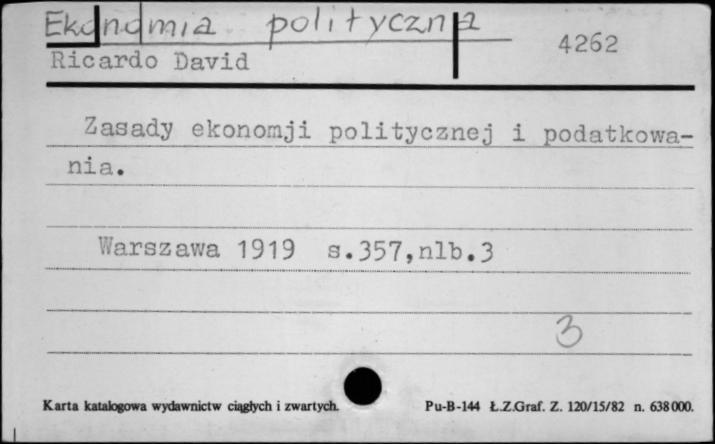 Ekonomia polityczna
4262
Ricardo David
Zasady ekonomji politycznej i podatkowa-
nia.
Warszawa 1919 s.357,nlb.3
3
Karta katalogowa wydawnictw ciągłych i zwartych. Pu-B-144 Ł.Z.Graf. Z. 120/15/82 n. 638000.